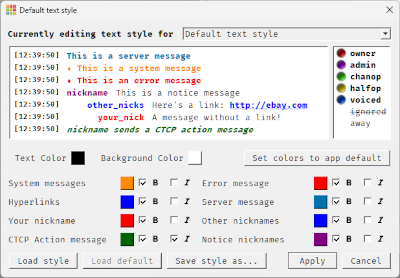 Default text style
Currently editing text style for Default text style
[12:39:50] This is a server message
[12:39:50] ✦ This is a system message
[12:39:50] ✦ This is an error message
[12:39:50] nickname This is a notice message
[12:39:50] other_nicks Here's a link: http://ebay.com
[12:39:50] your_nick A message without a link!
[12:39:50] nickname sends a CTCP action message
owner
admin
chanop
halfop
voiced
ignored
away
Text Color Background Color Set colors to app default
System messages B I Error message B I
Hyperlinks B I Server message B I
Your nickname B I Other nicknames B I
CTCP Action message B I Notice nicknames B I
Load style Load default Save style as... Apply Cancel